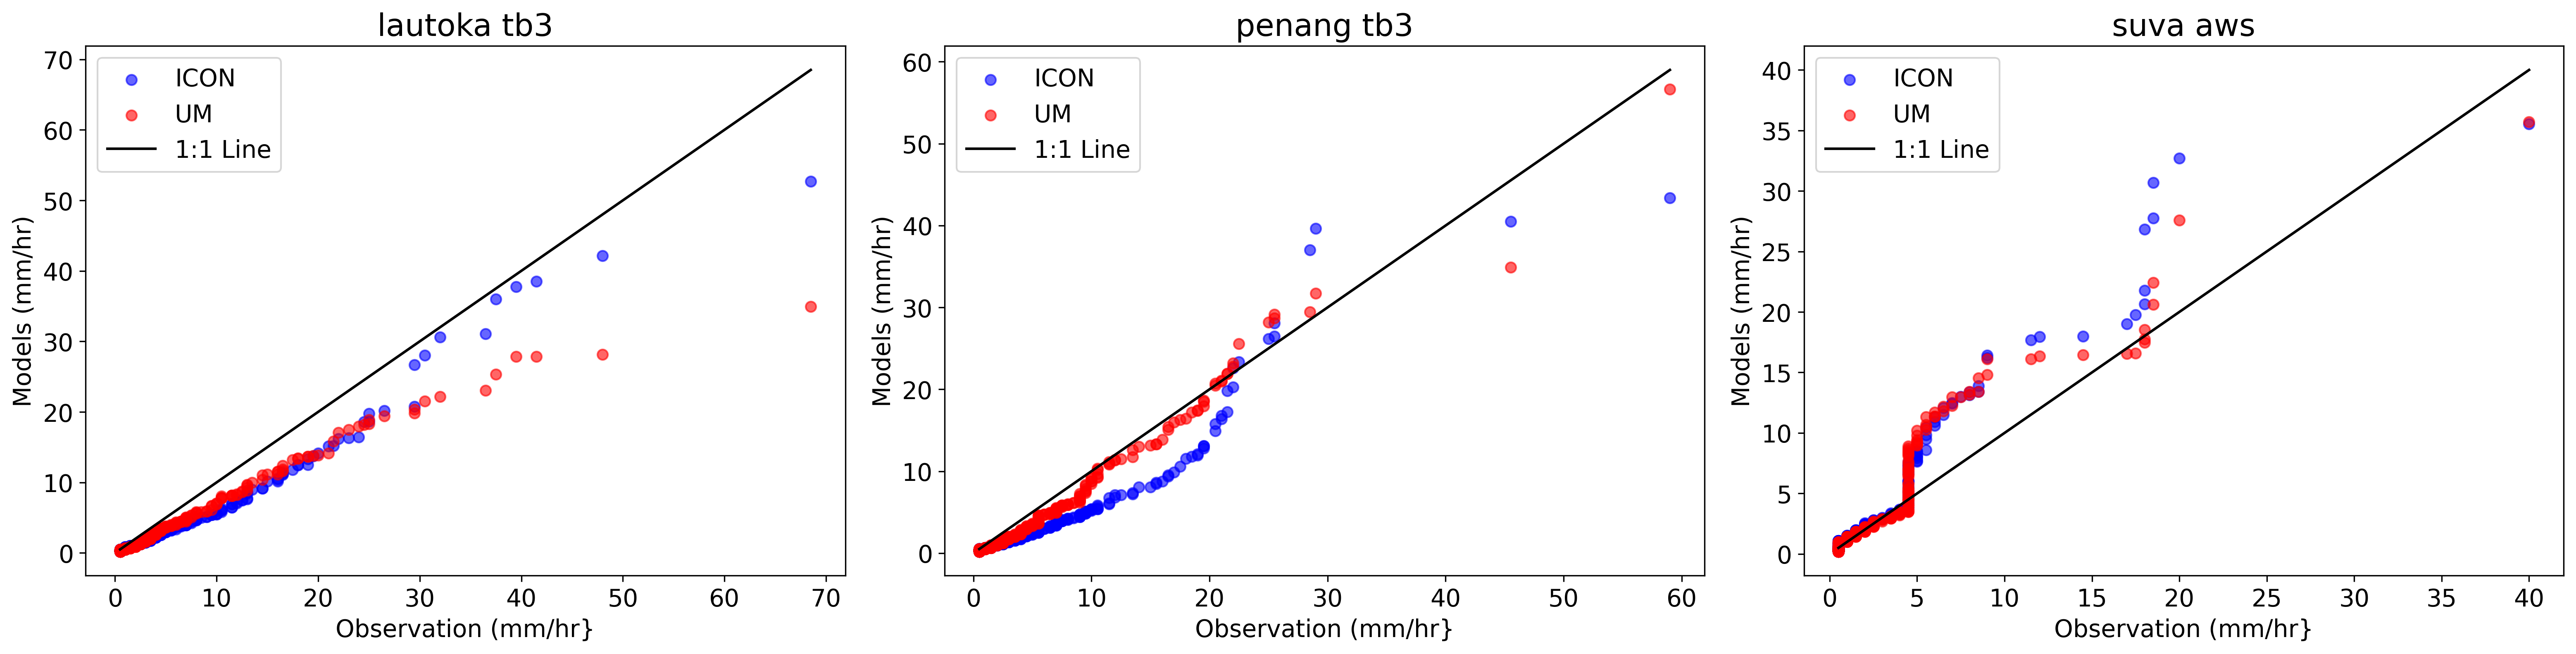 lautoka tb3
ICON
UM
1:1 Line
Models (mm/hr)
70
60
50
40
30
20
10
0
0 10 20 30 40 50 60 70
Observation (mm/hr}
penang tb3
ICON
UM
1:1 Line
Models (mm/hr)
60
50
40
30
20
10
0
0 10 20 30 40 50 60
Observation (mm/hr}
suva aws
ICON
UM
1:1 Line
Models (mm/hr)
40
35
30
25
20
15
10
5
0
0 5 10 15 20 25 30 35 40
Observation (mm/hr}